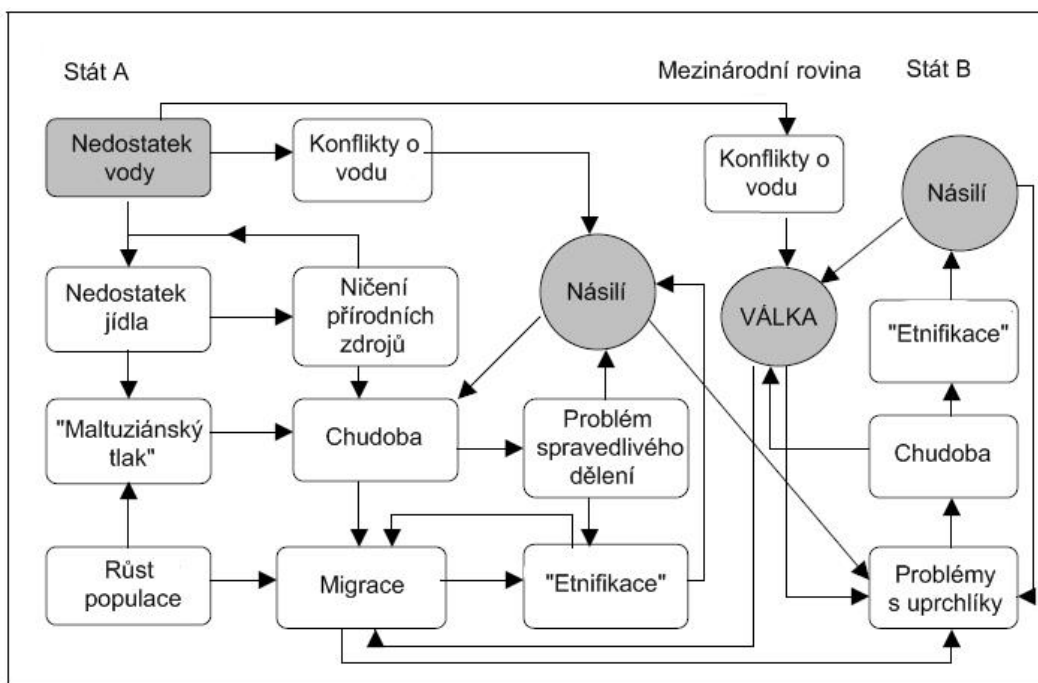 Stát A
Mezinárodní rovina
Stát B
Nedostatek
vody
Konflikty o
vodu
Konflikty o
vodu
Násilí
Nedostatek
jídla
Ničení
přírodních
zdrojů
Násilí
VÁLKA
"Etnifikace"
"Maltuziánský
tlak"
Chudoba
Problém
spravedlivého
dělení
Chudoba
Růst
populace
Migrace
"Etnifikace"
Problémy
s uprchlíky